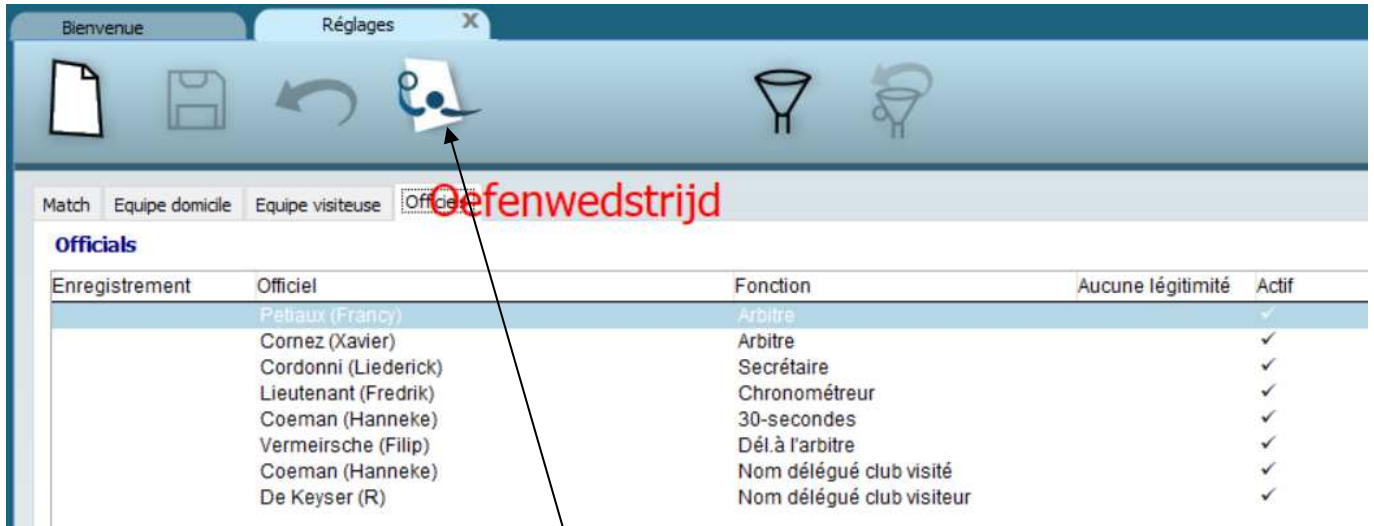 Bienvenue Réglages X
Match Equipe domicile Equipe visiteuse Officiels
Oefenwedstrijd
Officials
Enregistrement Officiel Fonction Aucune légitimité Actif
Petiaux (Francy) Arbitre ✓
Cornez (Xavier) Arbitre ✓
Cordonni (Liederick) Secrétaire ✓
Lieutenant (Fredrik) Chronométreur ✓
Coeman (Hanneke) 30-secondes ✓
Vermeirsche (Filip) Dél.à l'arbitre ✓
Coeman (Hanneke) Nom délégué club visité ✓
De Keyser (R) Nom délégué club visiteur ✓